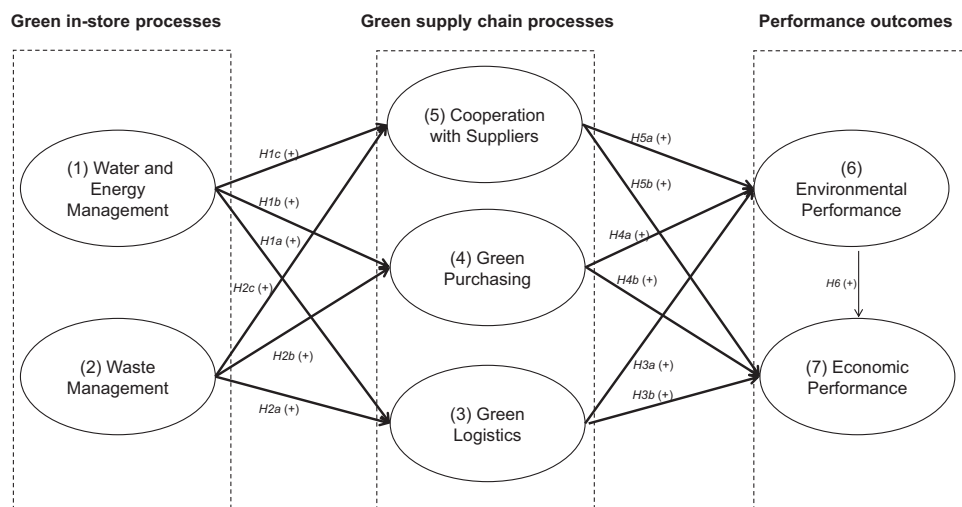 Green in-store processes
Green supply chain processes
Performance outcomes
(1) Water and
Energy
Management
(2) Waste
Management
H1c (+)
H1b (+)
H1a (+)
H2c (+)
H2b (+)
H2a (+)
(5) Cooperation
with Suppliers
(4) Green
Purchasing
(3) Green
Logistics
H5a (+)
H5b (+)
H4a (+)
H4b (+)
H3a (+)
H3b (+)
(6)
Environmental
Performance
H6 (+)
(7) Economic
Performance